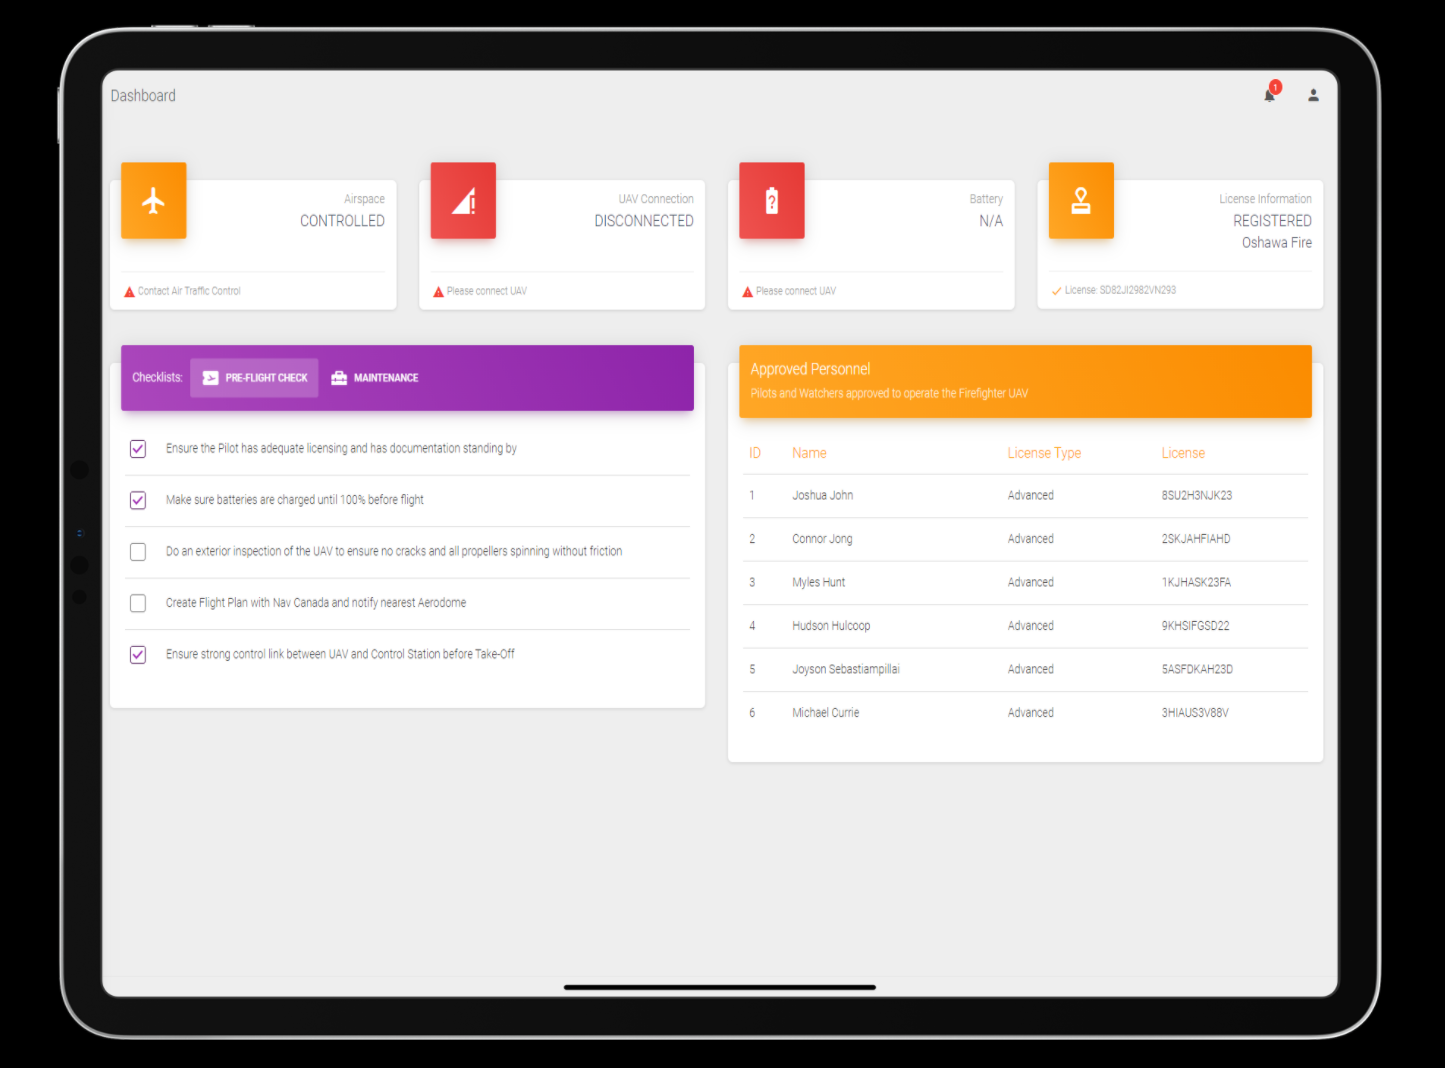 Dashboard
1
Airspace
CONTROLLED
Contact Air Traffic Control
UAV Connection
DISCONNECTED
Please connect UAV
Battery
N/A
Please connect UAV
License Information
REGISTERED
Oshawa Fire
License: SD82JI2982VN293
Checklists: PRE-FLIGHT CHECK MAINTENANCE
Ensure the Pilot has adequate licensing and has documentation standing by
Make sure batteries are charged until 100% before flight
Do an exterior inspection of the UAV to ensure no cracks and all propellers spinning without friction
Create Flight Plan with Nav Canada and notify nearest Aerodome
Ensure strong control link between UAV and Control Station before Take-Off
Approved Personnel
Pilots and Watchers approved to operate the Firefighter UAV
ID Name License Type License
1 Joshua John Advanced 8SU2H3NJK23
2 Connor Jong Advanced 2SKJAHFIAHD
3 Myles Hunt Advanced 1KJHASK23FA
4 Hudson Hulcoop Advanced 9KHSIFGSD22
5 Joyson Sebastiampillai Advanced 5ASFDKAH23D
6 Michael Currie Advanced 3HIAUS3V88V